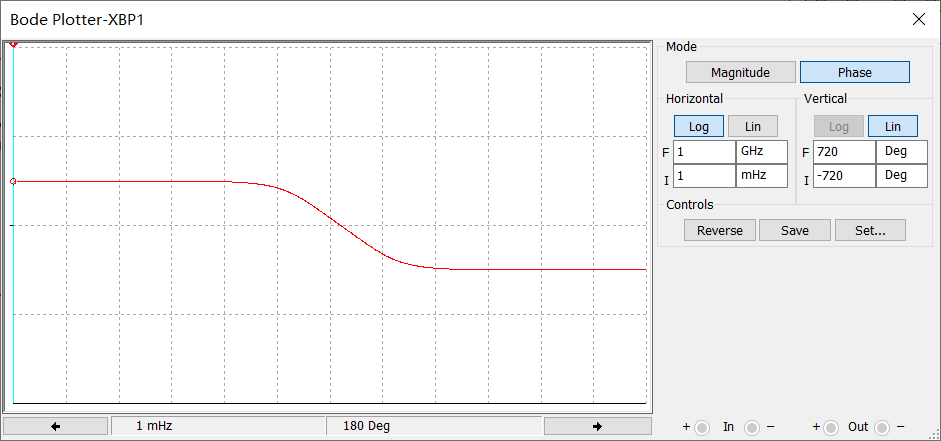 Bode Plotter-XBP1
Mode
Magnitude Phase
Horizontal Vertical
Log Lin Log Lin
F 1 GHz F 720 Deg
I 1 mHz I -720 Deg
Controls
Reverse Save Set...
1 mHz 180 Deg
+ In − + Out −